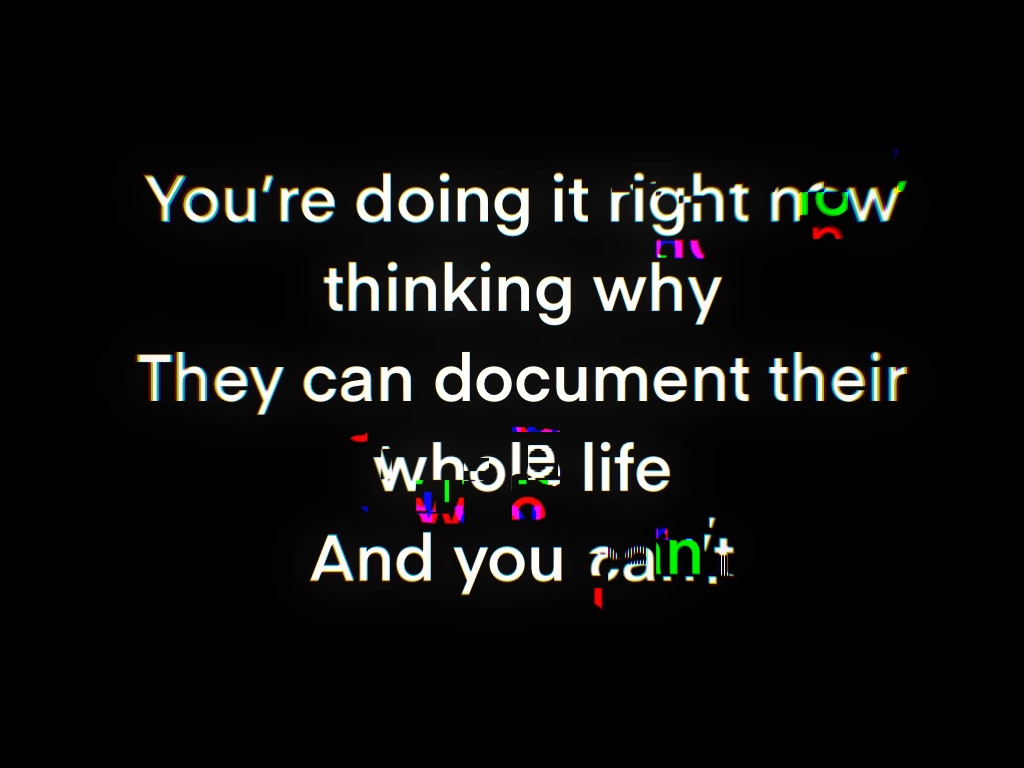 You’re doing it right now
thinking why
They can document their
whole life
And you can’t